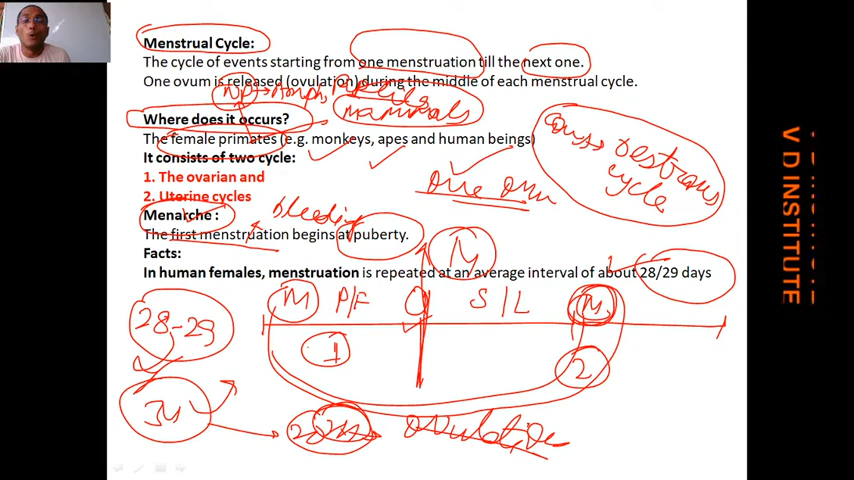 Menstrual Cycle:
The cycle of events starting from one menstruation till the next one.
One ovum is released (ovulation) during the middle of each menstrual cycle.
NP
mammals
Where does it occurs?
The female primates (e.g. monkeys, apes and human beings)
It consists of two cycle:
1. The ovarian and
2. Uterine cycles
one ovum
cycle
Menarche :
bleeding
The first menstruation begins at puberty.
M
Facts:
In human females, menstruation is repeated at an average interval of about 28/29 days
M P/F O S/L M
28-29
1
2
34
ovulation
V D INSTITUTE